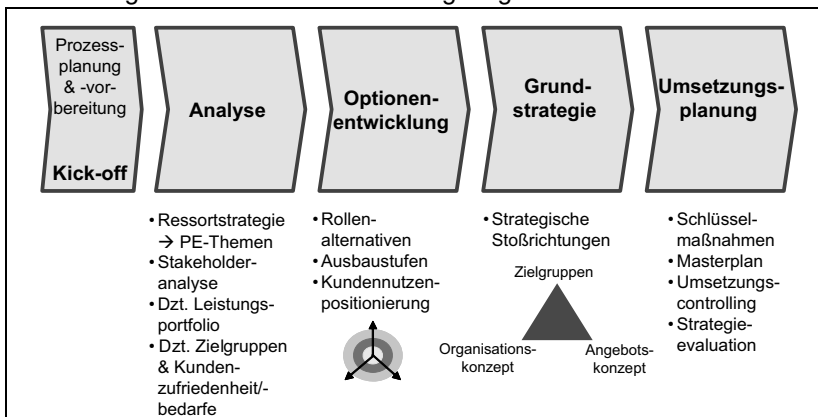 Prozess-
planung
& -vor-
bereitung
Kick-off
Analyse
Optionen-
entwicklung
Grund-
strategie
Umsetzungs-
planung
• Ressortstrategie
→ PE-Themen
• Stakeholder-
analyse
• Dzt. Leistungs-
portfolio
• Dzt. Zielgruppen
& Kunden-
zufriedenheit/-
bedarfe
• Rollen-
alternativen
• Ausbaustufen
• Kundennutzen-
positionierung
• Strategische
Stoßrichtungen
Zielgruppen
Organisations-
konzept
Angebots-
konzept
• Schlüssel-
maßnahmen
• Masterplan
• Umsetzungs-
controlling
• Strategie-
evaluation